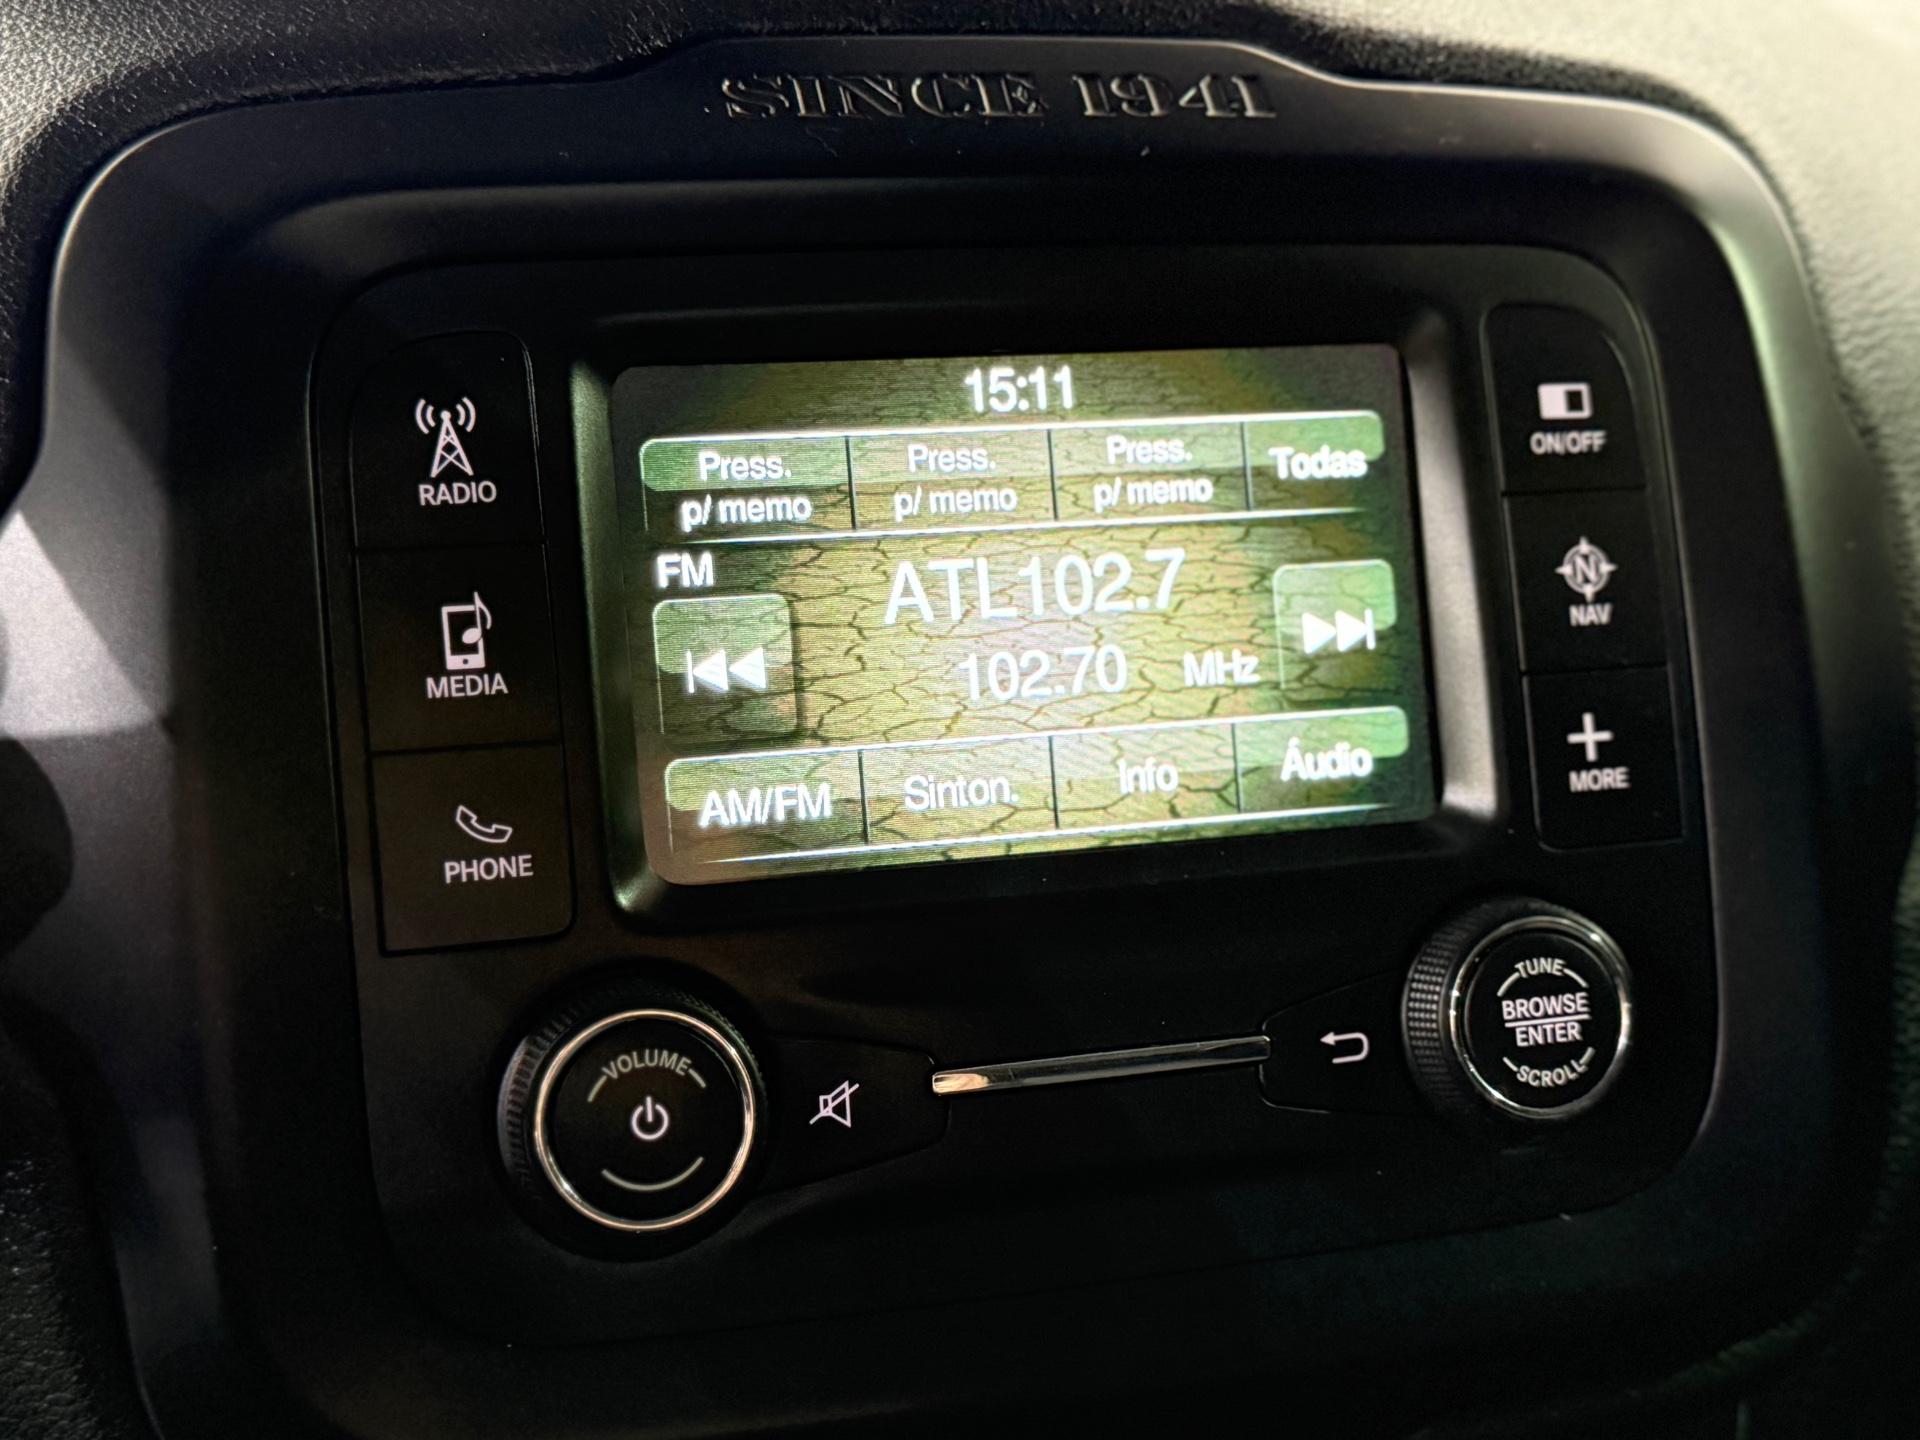 SINCE 1941
15:11
Press. p/ memo
Press. p/ memo
Press. p/ memo
Todas
FM
ATL102.7
102.70 MHz
AM/FM
Sinton.
Info
Áudio
RADIO
MEDIA
PHONE
ON/OFF
N
NAV
MORE
VOLUME
TUNE
BROWSE
ENTER
SCROLL